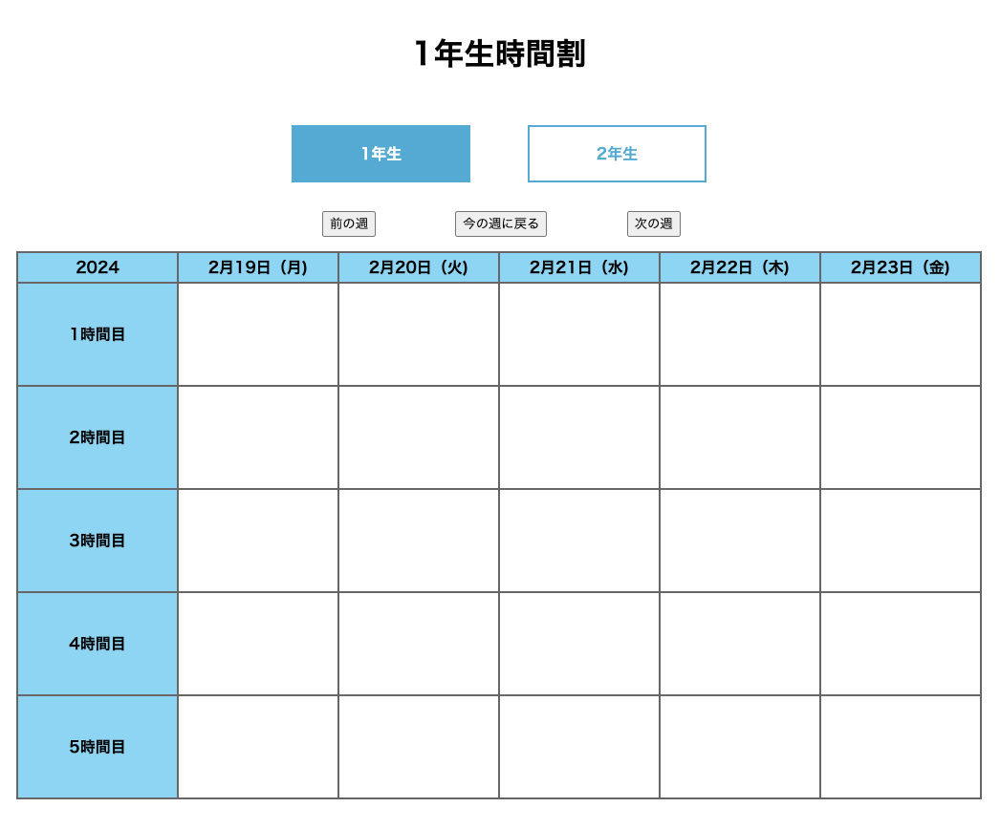 1年生時間割
1年生 2年生
前の週 今の週に戻る 次の週
2024 2月19日（月) 2月20日（火) 2月21日（水) 2月22日（木) 2月23日（金)
1時間目
2時間目
3時間目
4時間目
5時間目